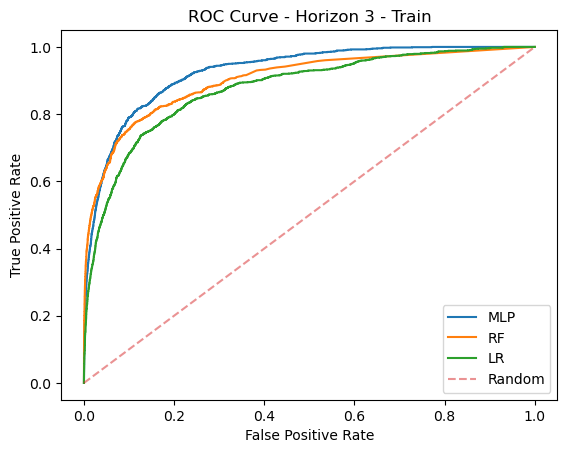 ROC Curve - Horizon 3 - Train
True Positive Rate
1.0
0.8
0.6
0.4
0.2
0.0
MLP
RF
LR
Random
0.0 0.2 0.4 0.6 0.8 1.0
False Positive Rate